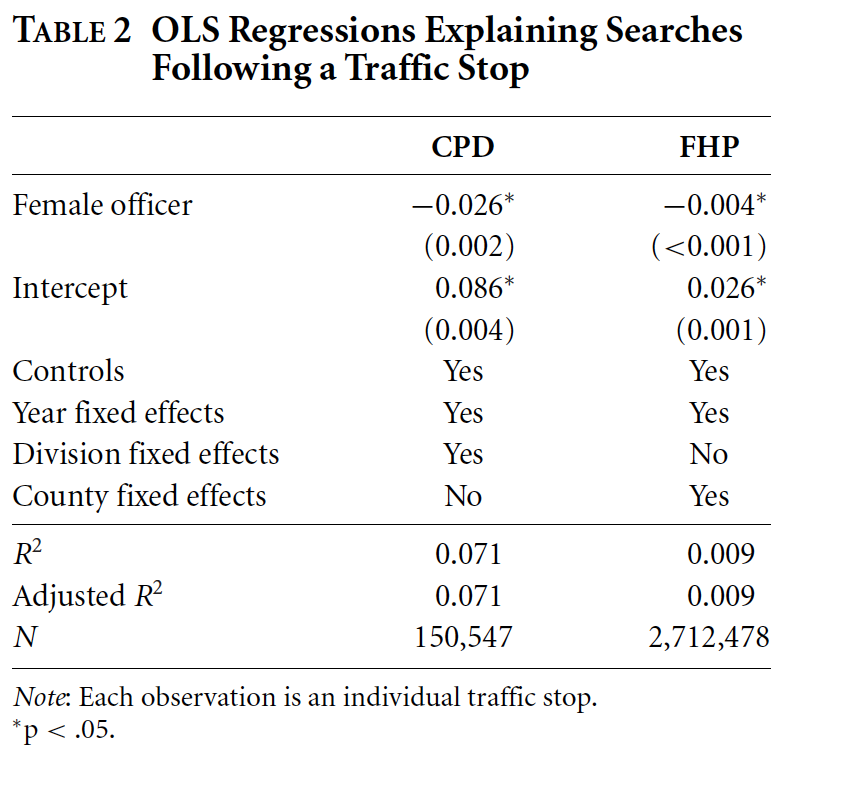 TABLE 2 OLS Regressions Explaining Searches
Following a Traffic Stop
CPD FHP
Female officer −0.026* −0.004*
(0.002) (<0.001)
Intercept 0.086* 0.026*
(0.004) (0.001)
Controls Yes Yes
Year fixed effects Yes Yes
Division fixed effects Yes No
County fixed effects No Yes
R² 0.071 0.009
Adjusted R² 0.071 0.009
N 150,547 2,712,478
Note: Each observation is an individual traffic stop.
*p < .05.